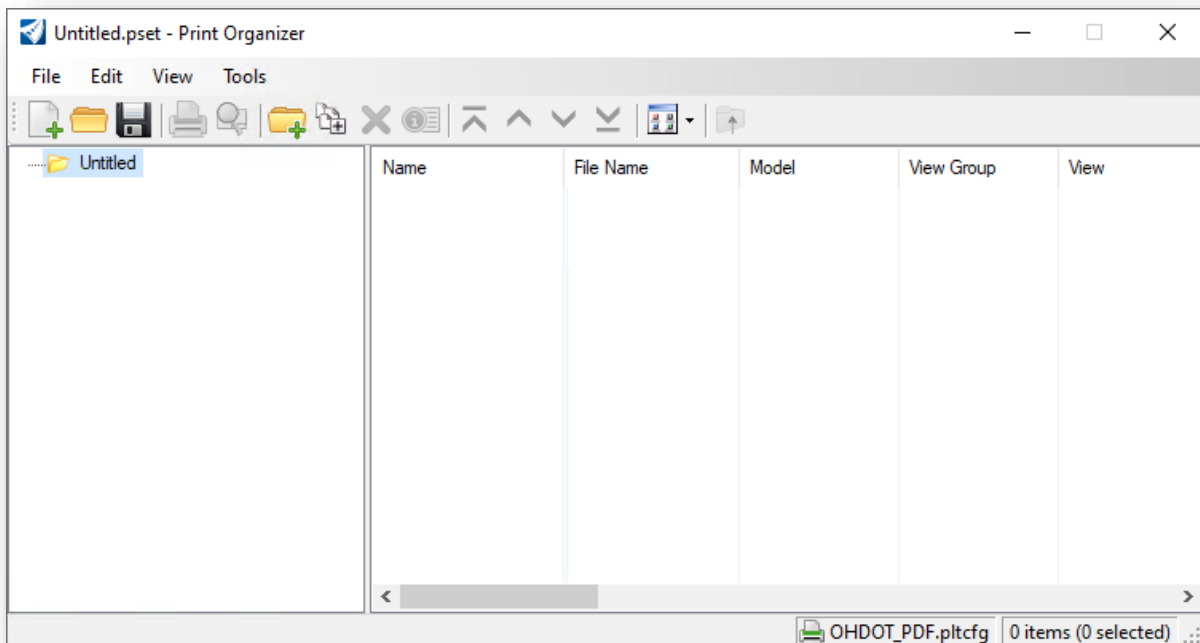 Untitled.pset - Print Organizer
File Edit View Tools
Untitled
Name File Name Model View Group View
OHDOT_PDF.pltcfg 0 items (0 selected)